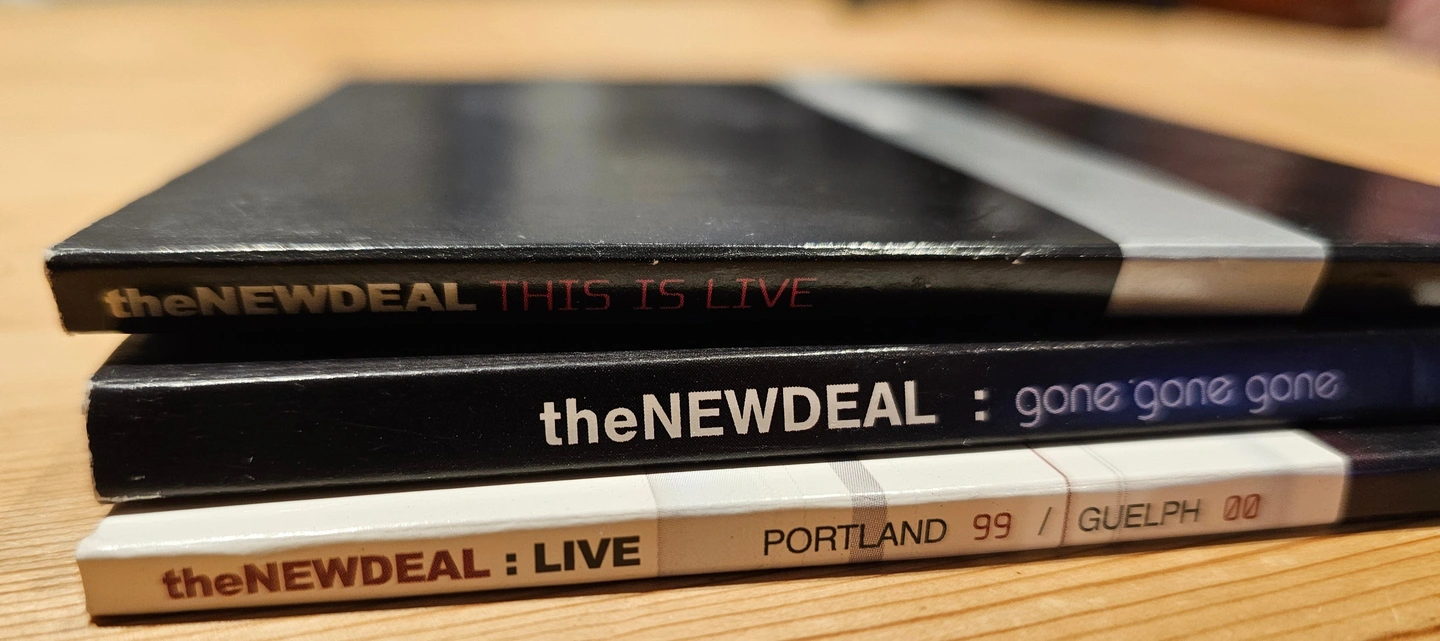 theNEWDEAL THIS IS LIVE
theNEWDEAL : gone gone gone
theNEWDEAL : LIVE PORTLAND 99 / GUELPH 00